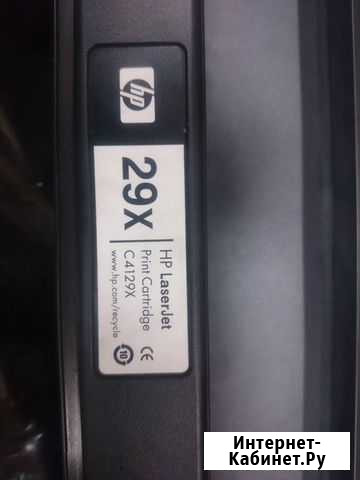 hp
29X
HP LaserJet
Print Cartridge
C4129X
www.hp.com/recycle
10
CE
Интернет-
Кабинет.Ру